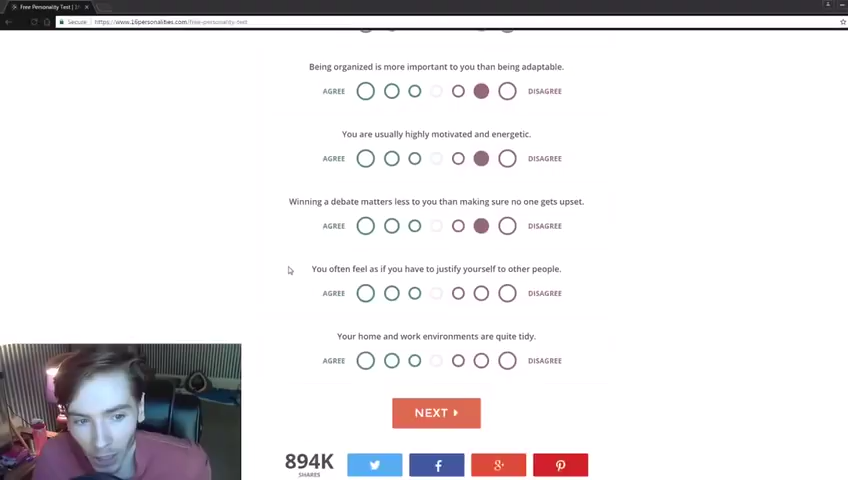 Free Personality Test | 16
Secure
https://www.16personalities.com/free-personality-test
Being organized is more important to you than being adaptable.
AGREE DISAGREE
You are usually highly motivated and energetic.
AGREE DISAGREE
Winning a debate matters less to you than making sure no one gets upset.
AGREE DISAGREE
You often feel as if you have to justify yourself to other people.
AGREE DISAGREE
Your home and work environments are quite tidy.
AGREE DISAGREE
NEXT
894K
SHARES